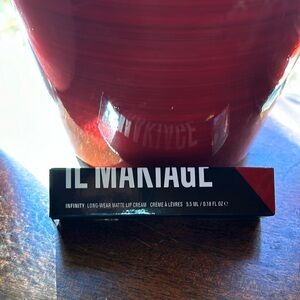 IL MAKIAGE
INFINITY LONG-WEAR MATTE LIP CREAM CRÈME À LÈVRES 5.5 ML / 0.18 FL OZ ℮